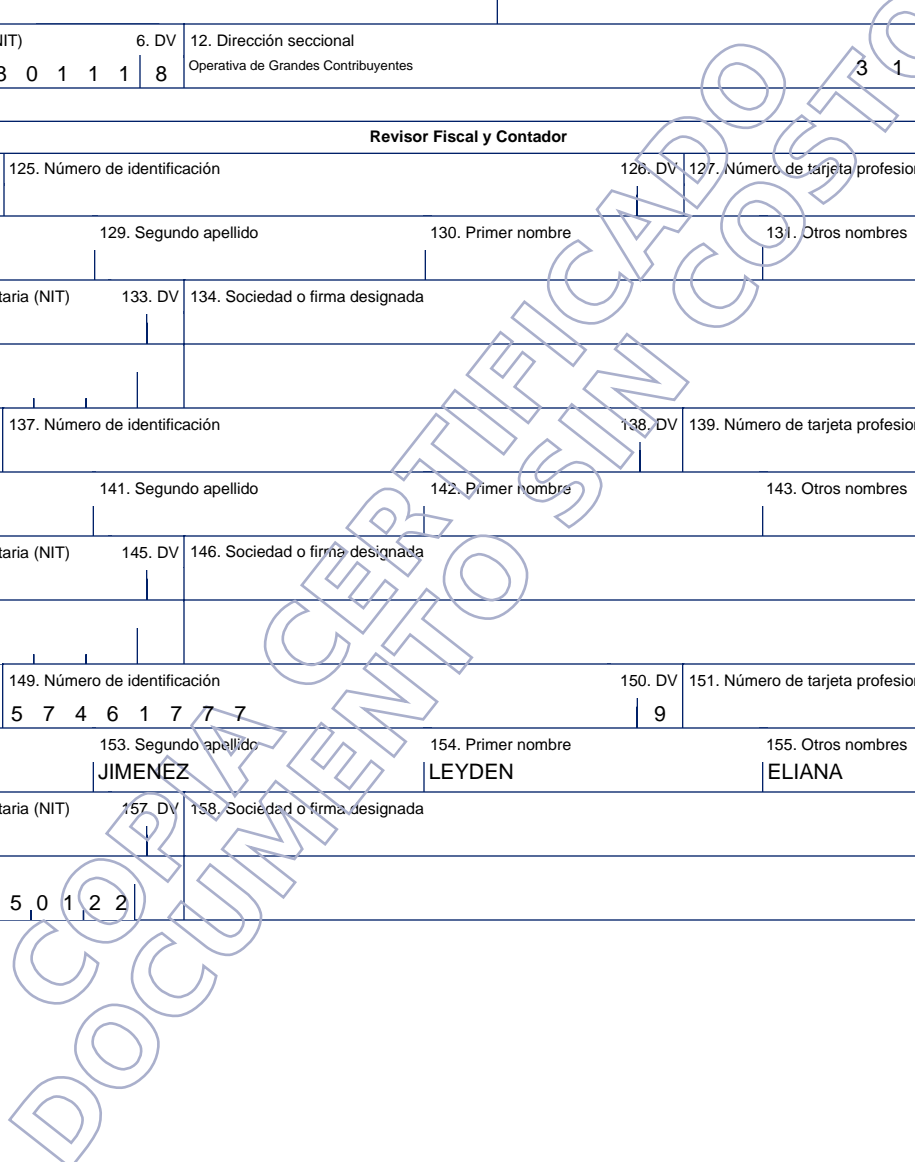 NIT) 6. DV 12. Dirección seccional
3 0 1 1 1 8 Operativa de Grandes Contribuyentes 3 1
Revisor Fiscal y Contador
125. Número de identificación 126. DV 127. Número de tarjeta profesion
129. Segundo apellido 130. Primer nombre 131. Otros nombres
taria (NIT) 133. DV 134. Sociedad o firma designada
137. Número de identificación 138. DV 139. Número de tarjeta profesion
141. Segundo apellido 142. Primer nombre 143. Otros nombres
taria (NIT) 145. DV 146. Sociedad o firma designada
149. Número de identificación 150. DV 151. Número de tarjeta profesion
5 7 4 6 1 7 7 7 9
153. Segundo apellido 154. Primer nombre 155. Otros nombres
JIMENEZ LEYDEN ELIANA
taria (NIT) 157. DV 158. Sociedad o firma designada
5 0 1 2 2
COPIA CERTIFICADO
DOCUMENTO SIN COSTO